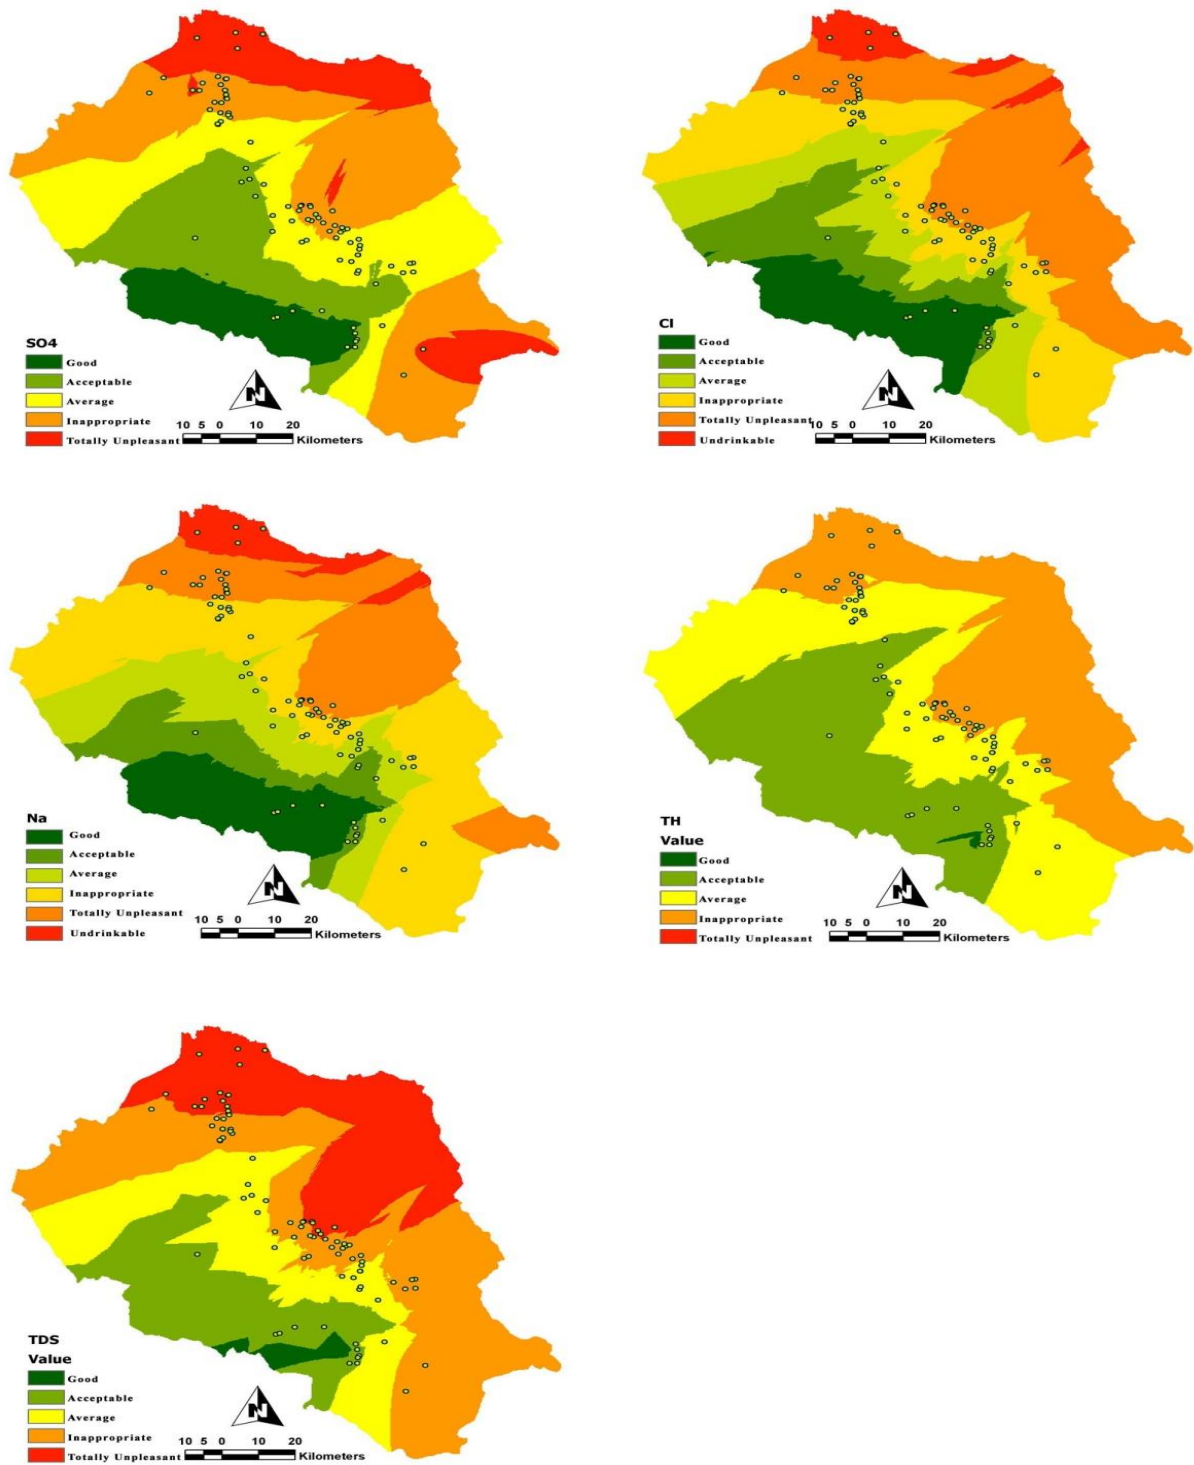 SO4
Good
Acceptable
Average
Inappropriate
Totally Unpleasant
N
10 5 0 10 20
Kilometers
Cl
Good
Acceptable
Average
Inappropriate
Totally Unpleasant
Undrinkable
N
10 5 0 10 20
Kilometers
Na
Good
Acceptable
Average
Inappropriate
Totally Unpleasant
Undrinkable
N
10 5 0 10 20
Kilometers
TH
Value
Good
Acceptable
Average
Inappropriate
Totally Unpleasant
N
10 5 0 10 20
Kilometers
TDS
Value
Good
Acceptable
Average
Inappropriate
Totally Unpleasant
N
10 5 0 10 20
Kilometers